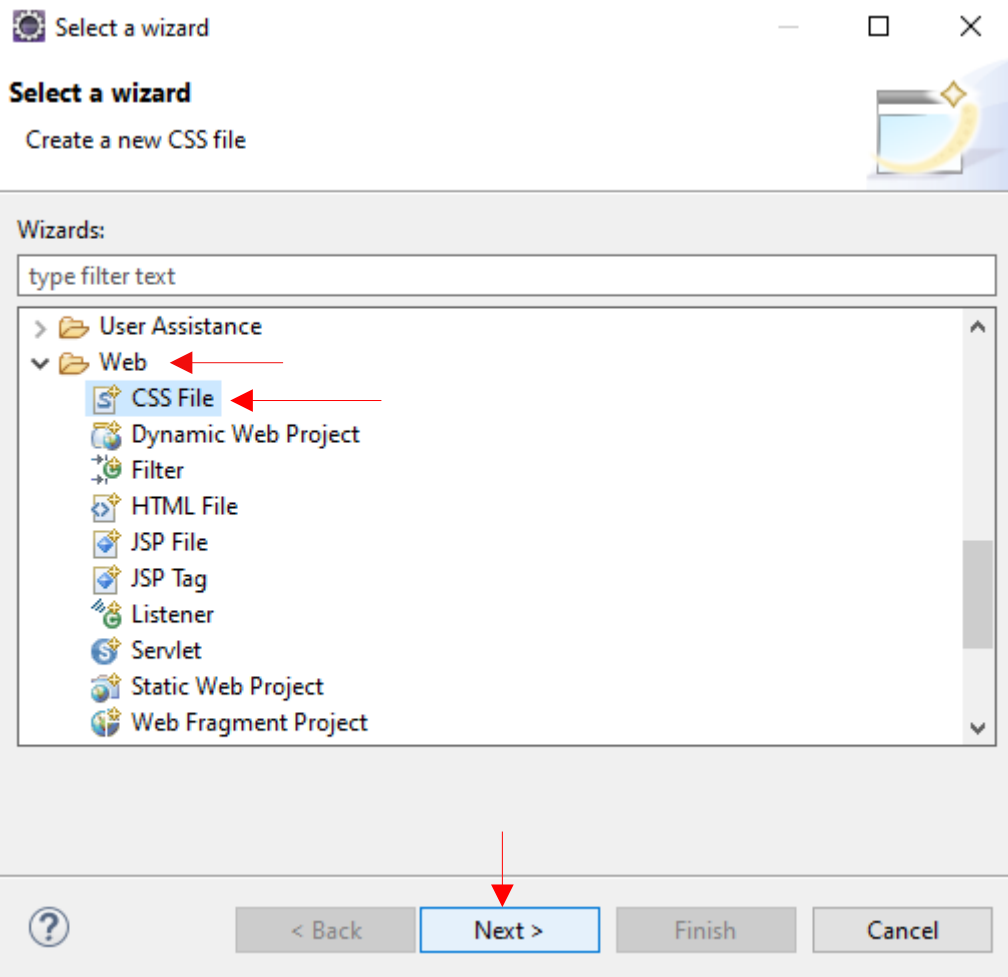 Select a wizard
Select a wizard
Create a new CSS file
Wizards:
type filter text
User Assistance
Web
CSS File
Dynamic Web Project
Filter
HTML File
JSP File
JSP Tag
Listener
Servlet
Static Web Project
Web Fragment Project
< Back Next > Finish Cancel